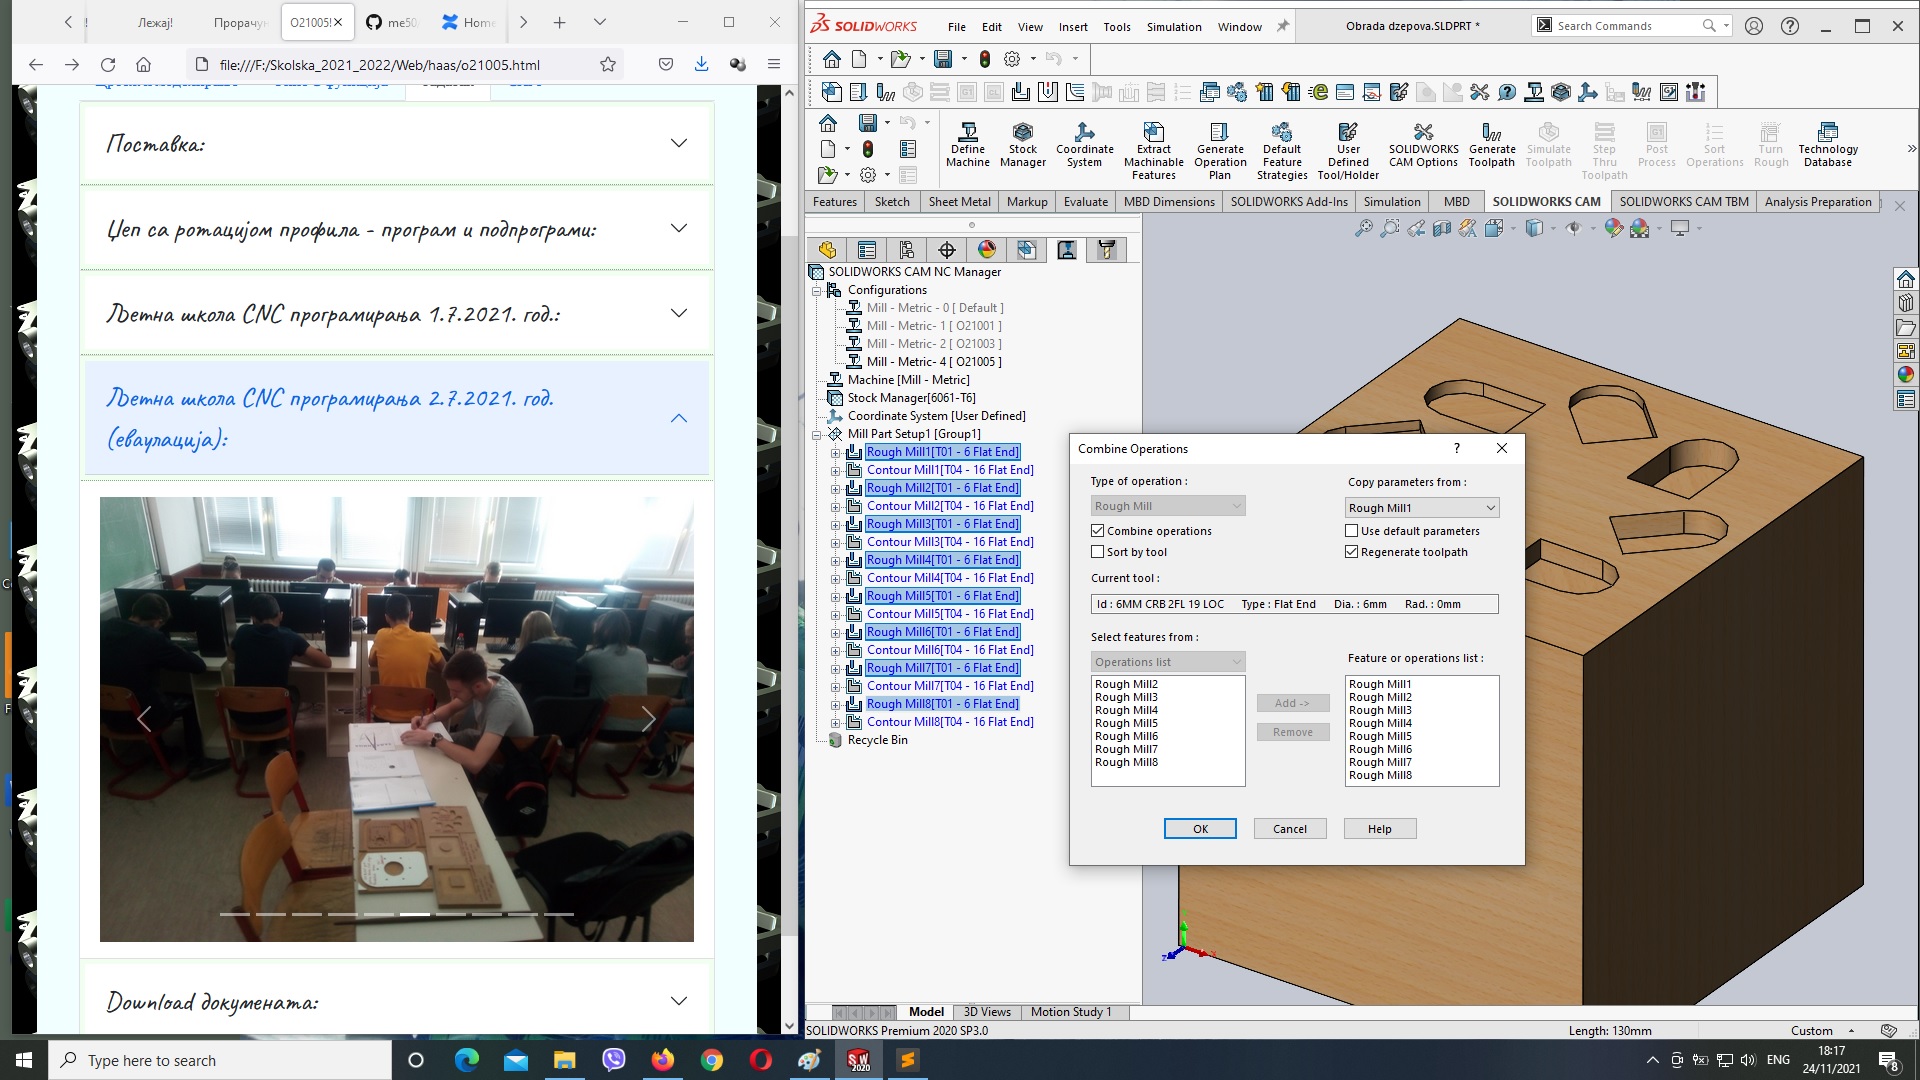 Лежај!
Прорачун
O21005!
me50
Home
file:///F:/Skolska_2021_2022/Web/haas/o21005.html
Поставка:
Џеп са ротацијом профила - програм и подпрограми:
Љетна школа CNC програмирања 1.7.2021. год.:
Љетна школа CNC програмирања 2.7.2021. год.
(евaулација):
Download докумената:
SOLIDWORKS
File
Edit
View
Insert
Tools
Simulation
Window
Obrada dzepova.SLDPRT *
Search Commands
Define Machine
Stock Manager
Coordinate System
Extract Machinable Features
Generate Operation Plan
Default Feature Strategies
User Defined Tool/Holder
SOLIDWORKS CAM Options
Generate Toolpath
Simulate Toolpath
Step Thru Toolpath
Post Process
Sort Operations
Turn Rough
Technology Database
Features
Sketch
Sheet Metal
Markup
Evaluate
MBD Dimensions
SOLIDWORKS Add-Ins
Simulation
MBD
SOLIDWORKS CAM
SOLIDWORKS CAM TBM
Analysis Preparation
SOLIDWORKS CAM NC Manager
Configurations
Mill - Metric - 0 [ Default ]
Mill - Metric- 1 [ O21001 ]
Mill - Metric- 2 [ O21003 ]
Mill - Metric- 4 [ O21005 ]
Machine [Mill - Metric]
Stock Manager[6061-T6]
Coordinate System [User Defined]
Mill Part Setup1 [Group1]
Rough Mill1[T01 - 6 Flat End]
Contour Mill1[T04 - 16 Flat End]
Rough Mill2[T01 - 6 Flat End]
Contour Mill2[T04 - 16 Flat End]
Rough Mill3[T01 - 6 Flat End]
Contour Mill3[T04 - 16 Flat End]
Rough Mill4[T01 - 6 Flat End]
Contour Mill4[T04 - 16 Flat End]
Rough Mill5[T01 - 6 Flat End]
Contour Mill5[T04 - 16 Flat End]
Rough Mill6[T01 - 6 Flat End]
Contour Mill6[T04 - 16 Flat End]
Rough Mill7[T01 - 6 Flat End]
Contour Mill7[T04 - 16 Flat End]
Rough Mill8[T01 - 6 Flat End]
Contour Mill8[T04 - 16 Flat End]
Recycle Bin
Combine Operations
?
Type of operation :
Rough Mill
Combine operations
Sort by tool
Copy parameters from :
Rough Mill1
Use default parameters
Regenerate toolpath
Current tool :
Id : 6MM CRB 2FL 19 LOC Type : Flat End Dia. : 6mm Rad. : 0mm
Select features from :
Operations list
Rough Mill2
Rough Mill3
Rough Mill4
Rough Mill5
Rough Mill6
Rough Mill7
Rough Mill8
Add ->
Remove
Feature or operations list :
Rough Mill1
Rough Mill2
Rough Mill3
Rough Mill4
Rough Mill5
Rough Mill6
Rough Mill7
Rough Mill8
OK
Cancel
Help
Model
3D Views
Motion Study 1
SOLIDWORKS Premium 2020 SP3.0
Length: 130mm
Custom
Type here to search
ENG
18:17
24/11/2021
8